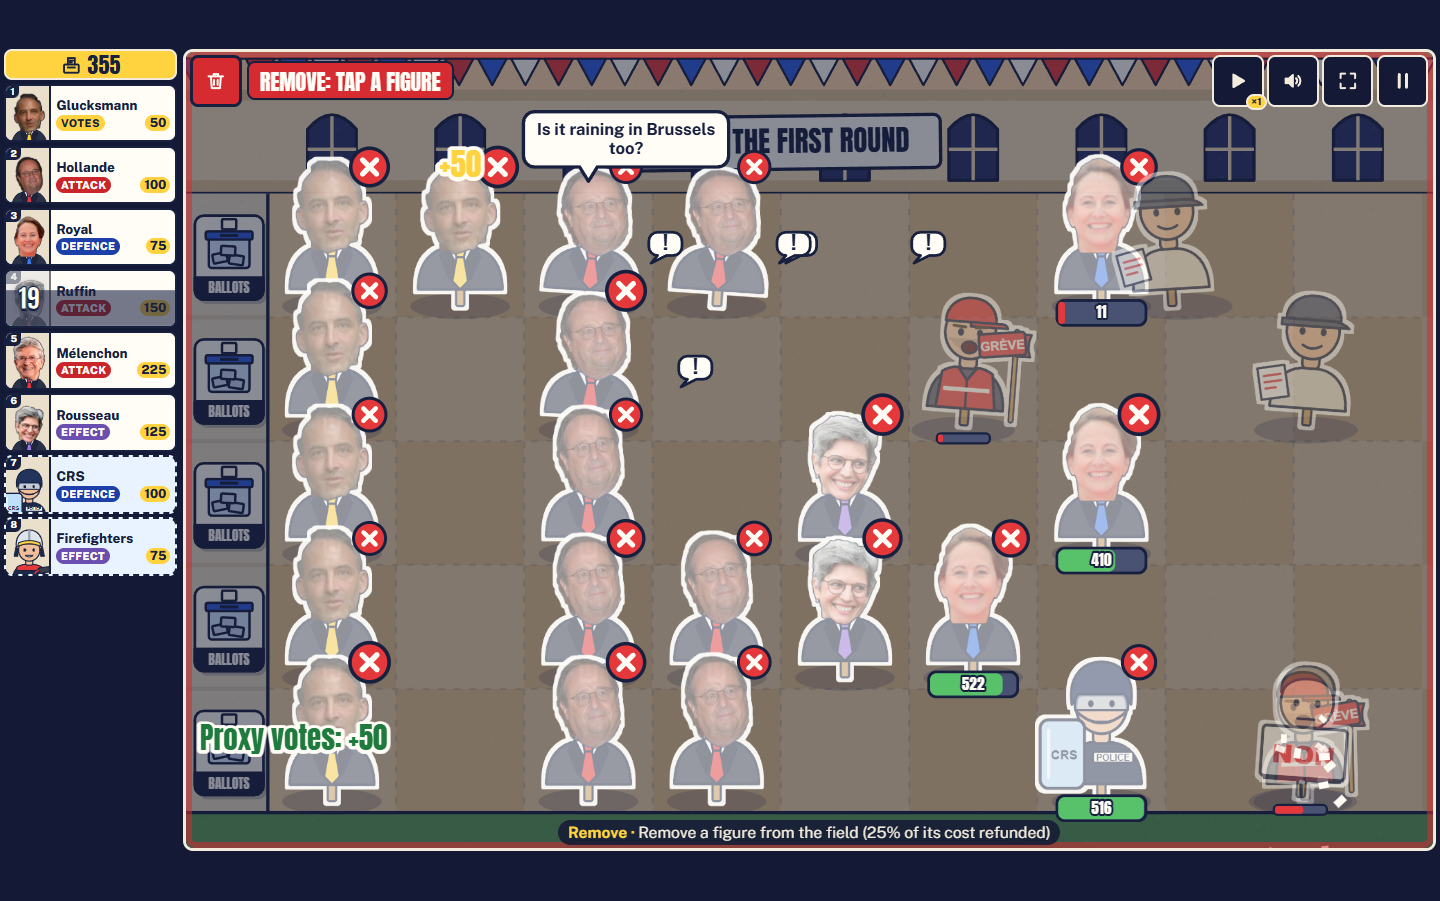 355
REMOVE: TAP A FIGURE
×1
1
Glucksmann
VOTES 50
2
Hollande
ATTACK 100
3
Royal
DEFENCE 75
4
19
Ruffin
ATTACK 150
5
Mélenchon
ATTACK 225
6
Rousseau
EFFECT 125
7
CRS
DEFENCE 100
CRS
8
Firefighters
EFFECT 75
Is it raining in Brussels
too?
THE FIRST ROUND
+50
!
!
!
!
BALLOTS
BALLOTS
BALLOTS
BALLOTS
BALLOTS
11
GRÈVE
410
522
Proxy votes: +50
CRS
POLICE
516
NON
Remove · Remove a figure from the field (25% of its cost refunded)